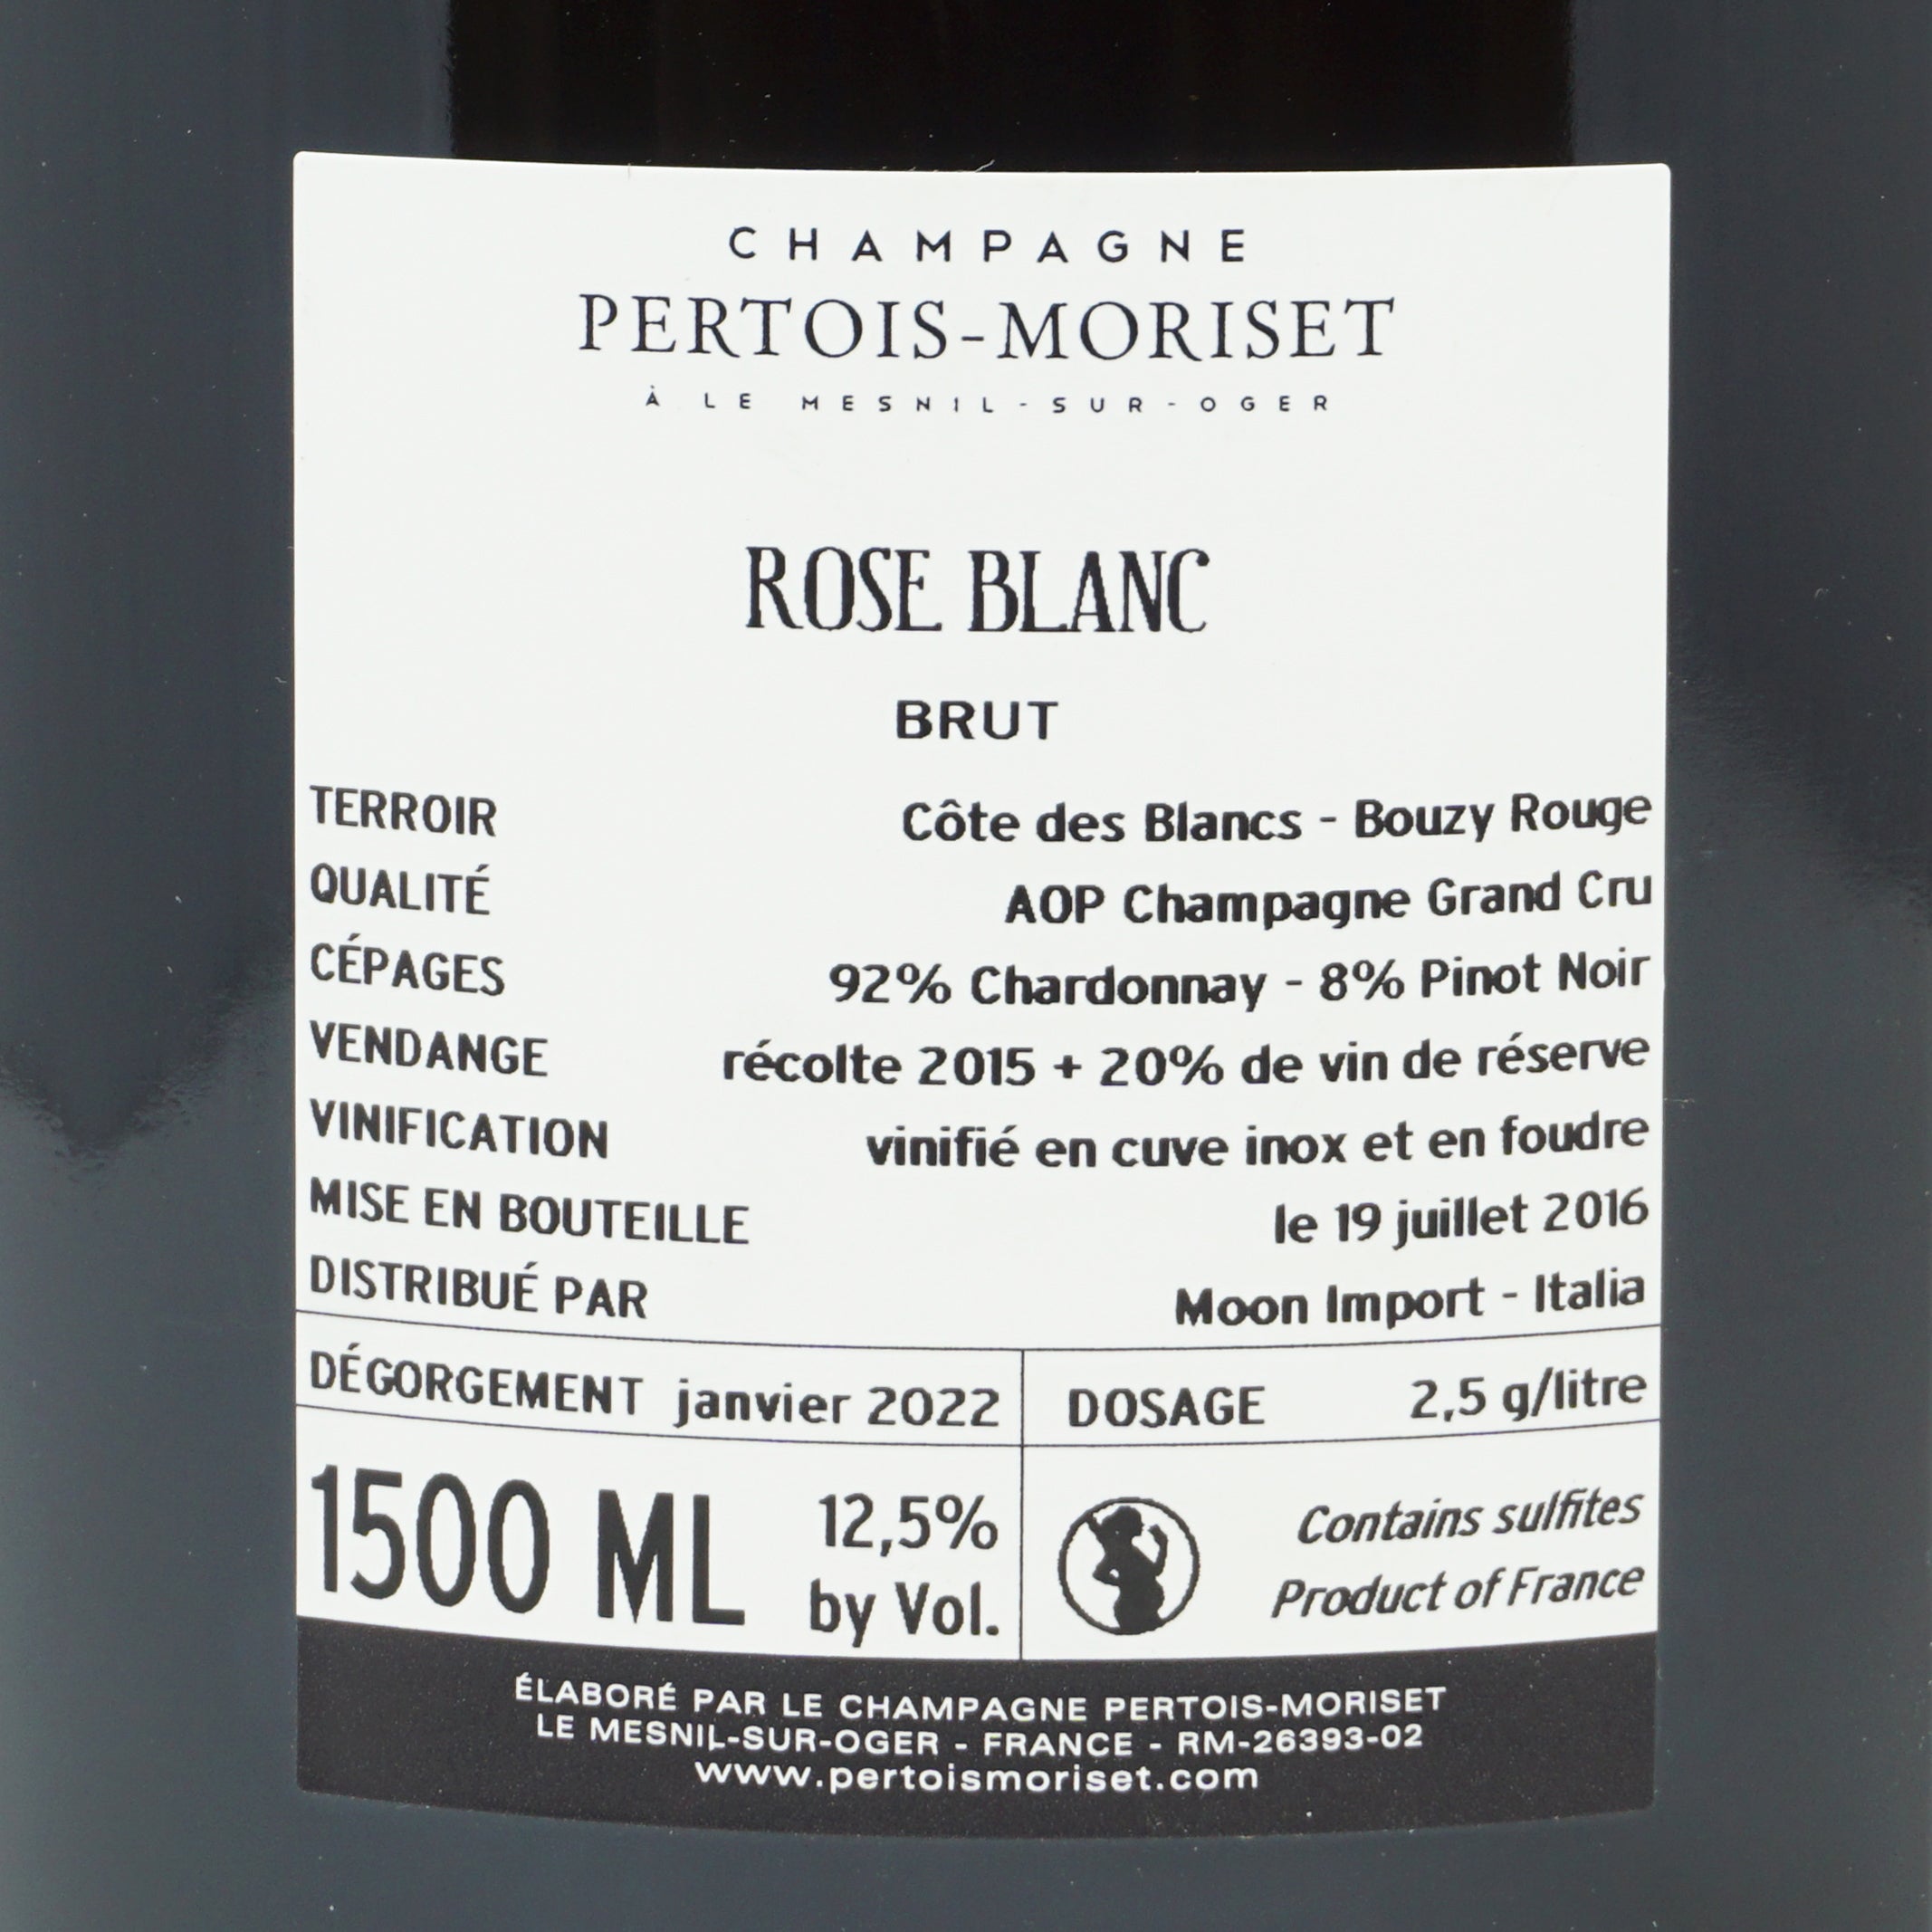 CHAMPAGNE
PERTOIS-MORISET
À LE MESNIL-SUR-OGER
ROSE BLANC
BRUT
TERROIR Côte des Blancs - Bouzy Rouge
QUALITÉ AOP Champagne Grand Cru
CÉPAGES 92% Chardonnay - 8% Pinot Noir
VENDANGE récolte 2015 + 20% de vin de réserve
VINIFICATION vinifié en cuve inox et en foudre
MISE EN BOUTEILLE le 19 juillet 2016
DISTRIBUÉ PAR Moon Import - Italia
DÉGORGEMENT janvier 2022 DOSAGE 2,5 g/litre
1500 ML 12,5% by Vol.
Contains sulfites
Product of France
ÉLABORÉ PAR LE CHAMPAGNE PERTOIS-MORISET
LE MESNIL-SUR-OGER - FRANCE - RM-26393-02
www.pertoismoriset.com